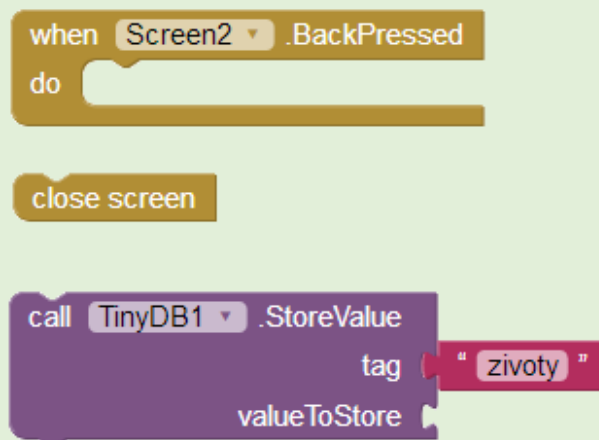 when Screen2 .BackPressed
do
close screen
call TinyDB1 .StoreValue
tag " zivoty "
valueToStore